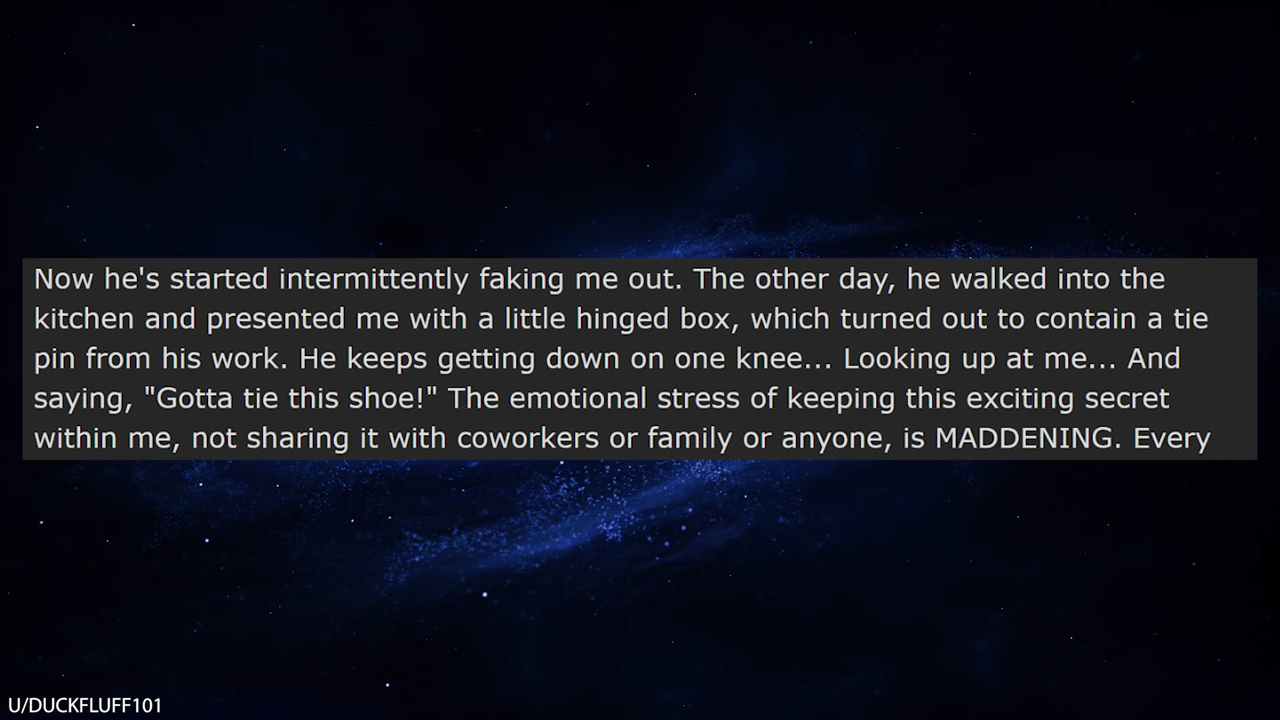 Now he's started intermittently faking me out. The other day, he walked into the
kitchen and presented me with a little hinged box, which turned out to contain a tie
pin from his work. He keeps getting down on one knee... Looking up at me... And
saying, "Gotta tie this shoe!" The emotional stress of keeping this exciting secret
within me, not sharing it with coworkers or family or anyone, is MADDENING. Every
U/DUCKFLUFF101